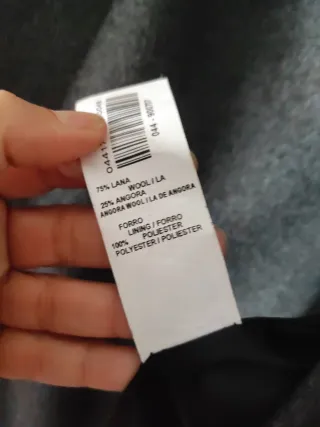 75% LANA
WOOL / LA
25% ANGORA
ANGORA WOOL / LA DE ANGORA
FORRO
LINING / FORRO
100% POLIESTER
POLYESTER / POLIESTER